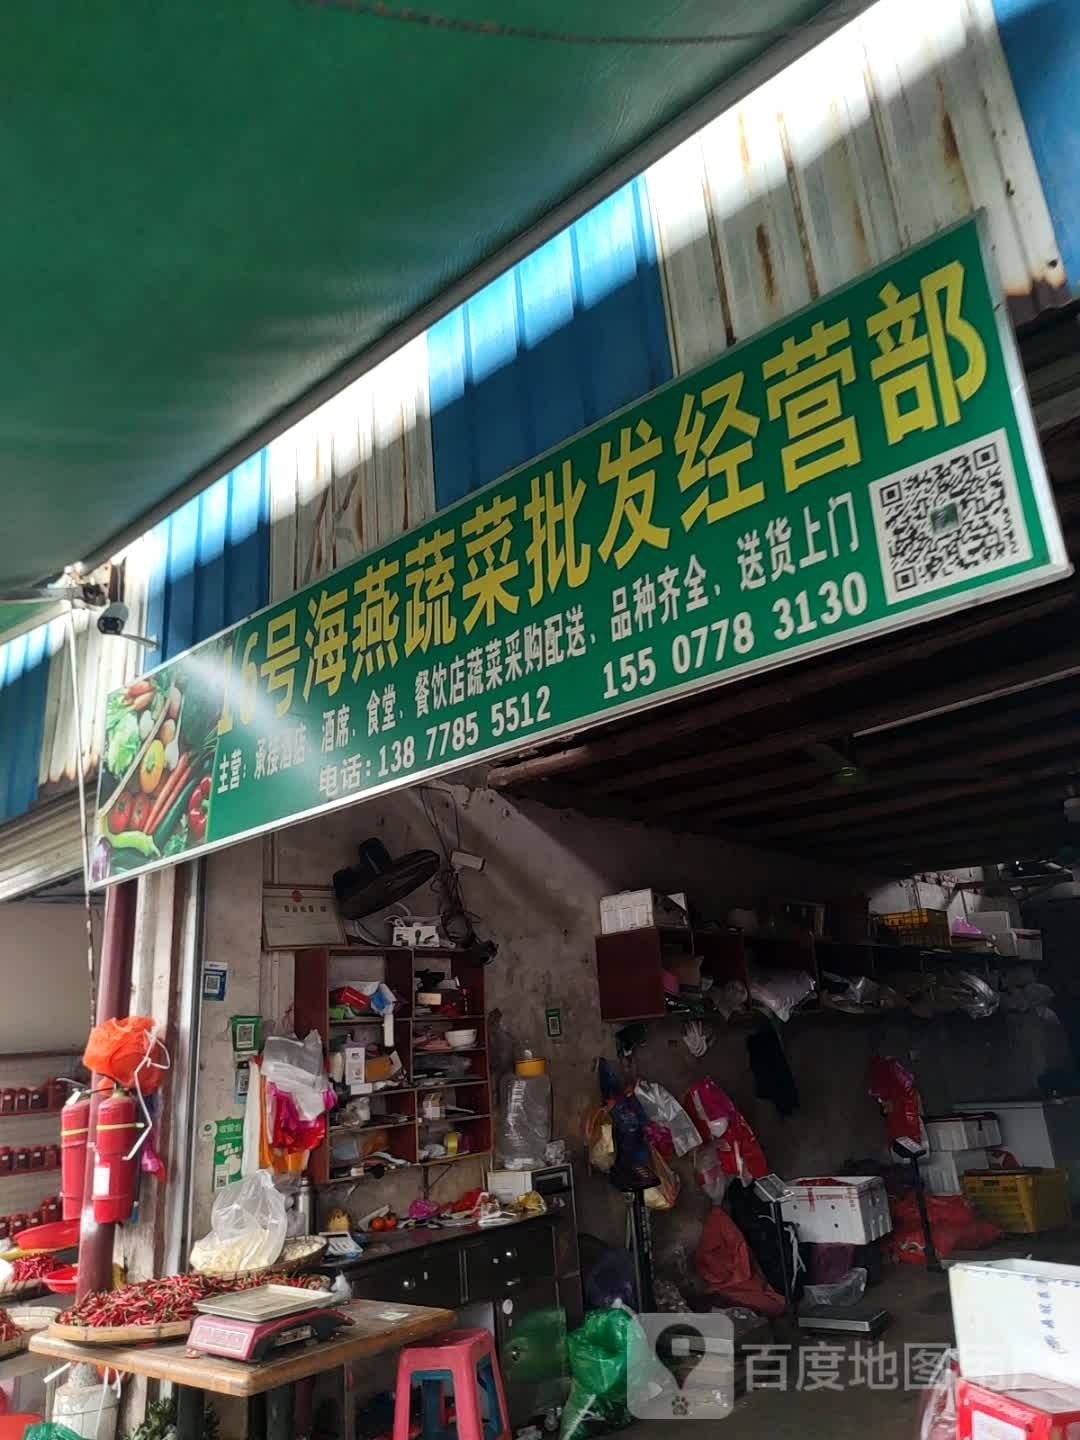 16号海燕蔬菜批发经营部
主营：承接酒店、酒席、食堂、餐饮店蔬菜采购配送、品种齐全、送货上门
电话：138 7785 5512 155 0778 3130
百度地图